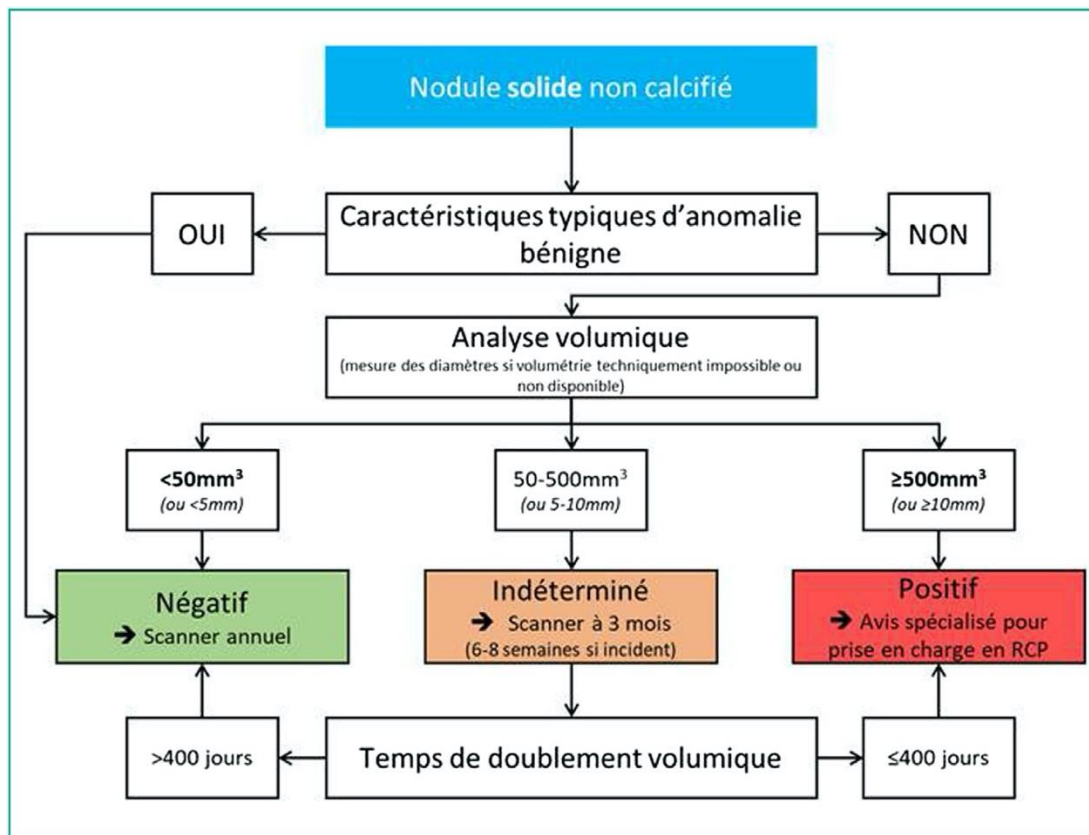 Nodule solide non calcifié
OUI
Caractéristiques typiques d'anomalie
bénigne
NON
Analyse volumique
(mesure des diamètres si volumétrie techniquement impossible ou
non disponible)
<50mm³
(ou <5mm)
50-500mm³
(ou 5-10mm)
≥500mm³
(ou ≥10mm)
Négatif
➔ Scanner annuel
Indéterminé
➔ Scanner à 3 mois
(6-8 semaines si incident)
Positif
➔ Avis spécialisé pour
prise en charge en RCP
>400 jours
Temps de doublement volumique
≤400 jours